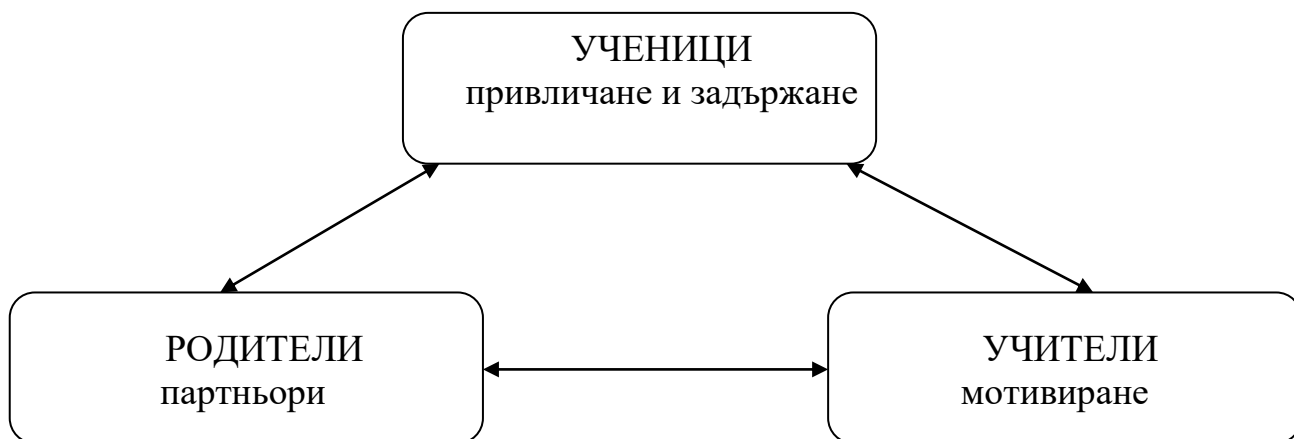 УЧЕНИЦИ
привличане и задържане
РОДИТЕЛИ
партньори
УЧИТЕЛИ
мотивиране